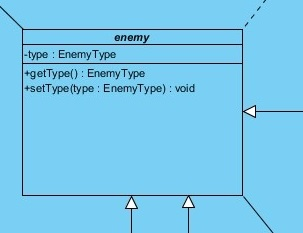 enemy
-type : EnemyType
+getType() : EnemyType
+setType(type : EnemyType) : void